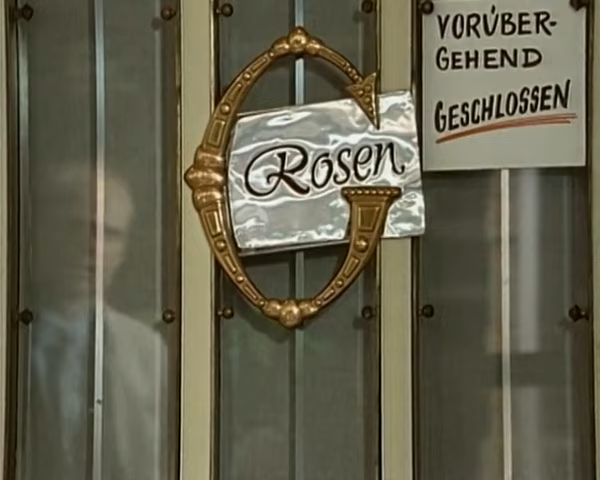 G
Rosen
VORÜBER-
GEHEND
GESCHLOSSEN